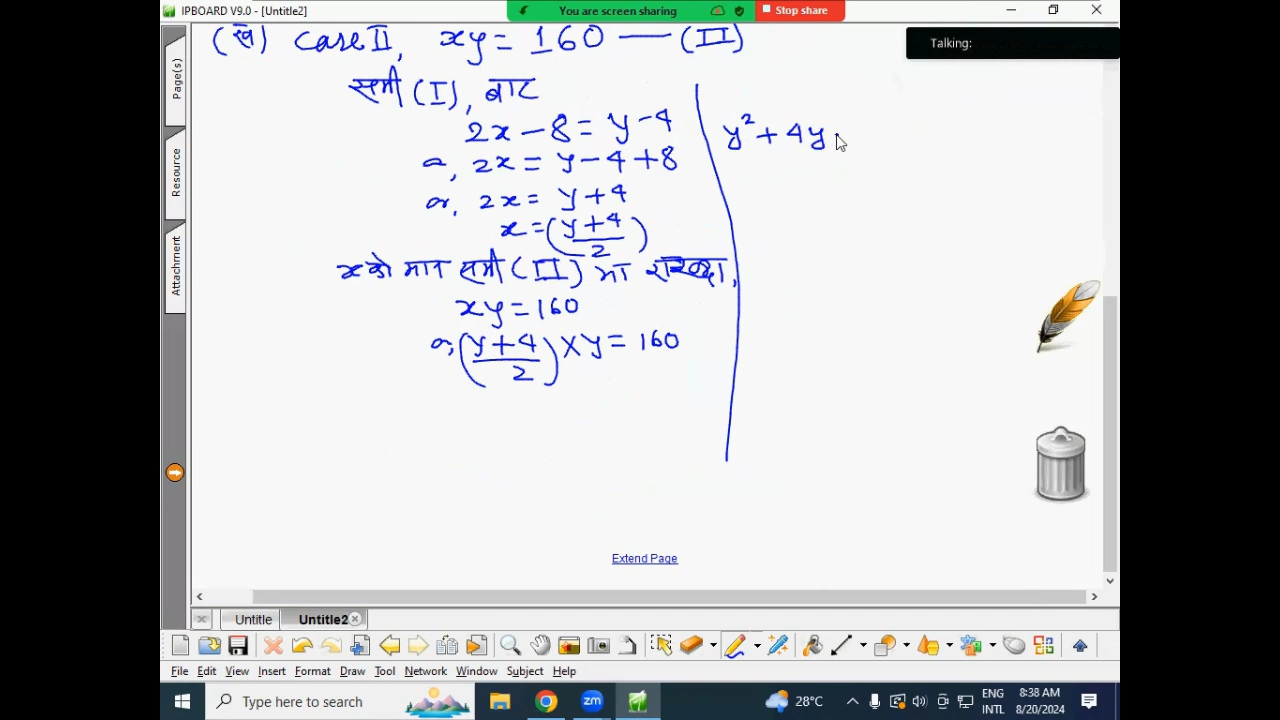 IPBOARD V9.0 - [Untitle2]
You are screen sharing
Stop share
Talking:
Page(s)
Resource
Attachment
(ख) Case II, xy = 160 — (II)
समी (I), बाट
2x - 8 = y - 4
or, 2x = y - 4 + 8
or, 2x = y + 4
x = (y + 4 / 2)
x को मान समी (II) मा राख्दा,
xy = 160
or, (y + 4 / 2) × y = 160
y² + 4y
Extend Page
Untitle
Untitle2
File Edit View Insert Format Draw Tool Network Window Subject Help
Type here to search
28°C
ENG
INTL
8:38 AM
8/20/2024